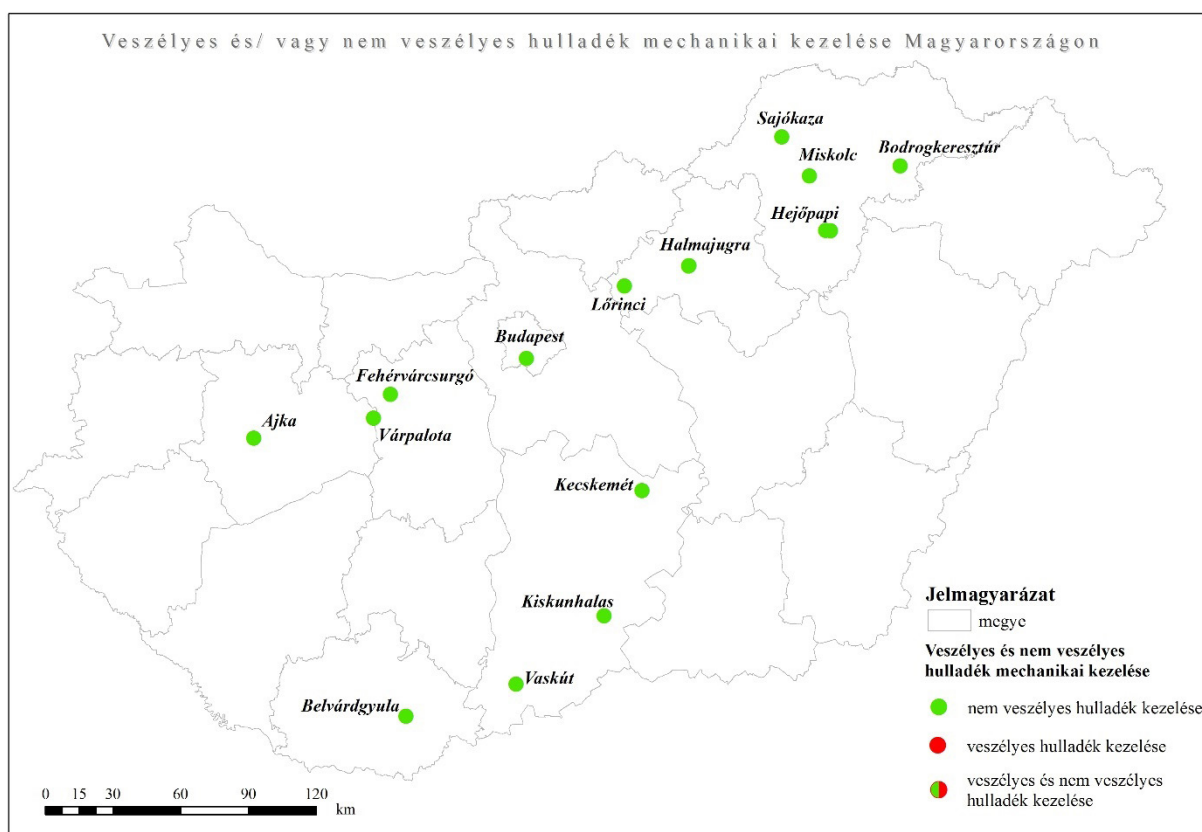 Veszélyes és/ vagy nem veszélyes hulladék mechanikai kezelése Magyarországon
Sajókaza
Miskolc
Bodrogkeresztúr
Hejőpapi
Halmajugra
Lőrinci
Budapest
Fehérvárcsurgó
Ajka
Várpalota
Kecskemét
Kiskunhalas
Vaskút
Belvárdgyula
Jelmagyarázat
megye
Veszélyes és nem veszélyes
hulladék mechanikai kezelése
nem veszélyes hulladék kezelése
veszélyes hulladék kezelése
veszélyes és nem veszélyes
hulladék kezelése
0 15 30 60 90 120
km